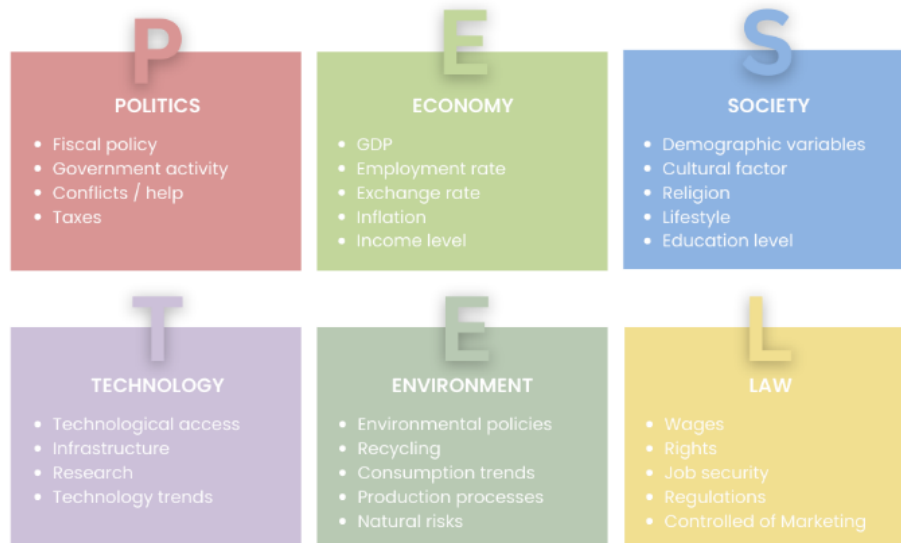 P
POLITICS
• Fiscal policy
• Government activity
• Conflicts / help
• Taxes
E
ECONOMY
• GDP
• Employment rate
• Exchange rate
• Inflation
• Income level
S
SOCIETY
• Demographic variables
• Cultural factor
• Religion
• Lifestyle
• Education level
T
TECHNOLOGY
• Technological access
• Infrastructure
• Research
• Technology trends
E
ENVIRONMENT
• Environmental policies
• Recycling
• Consumption trends
• Production processes
• Natural risks
L
LAW
• Wages
• Rights
• Job security
• Regulations
• Controlled of Marketing